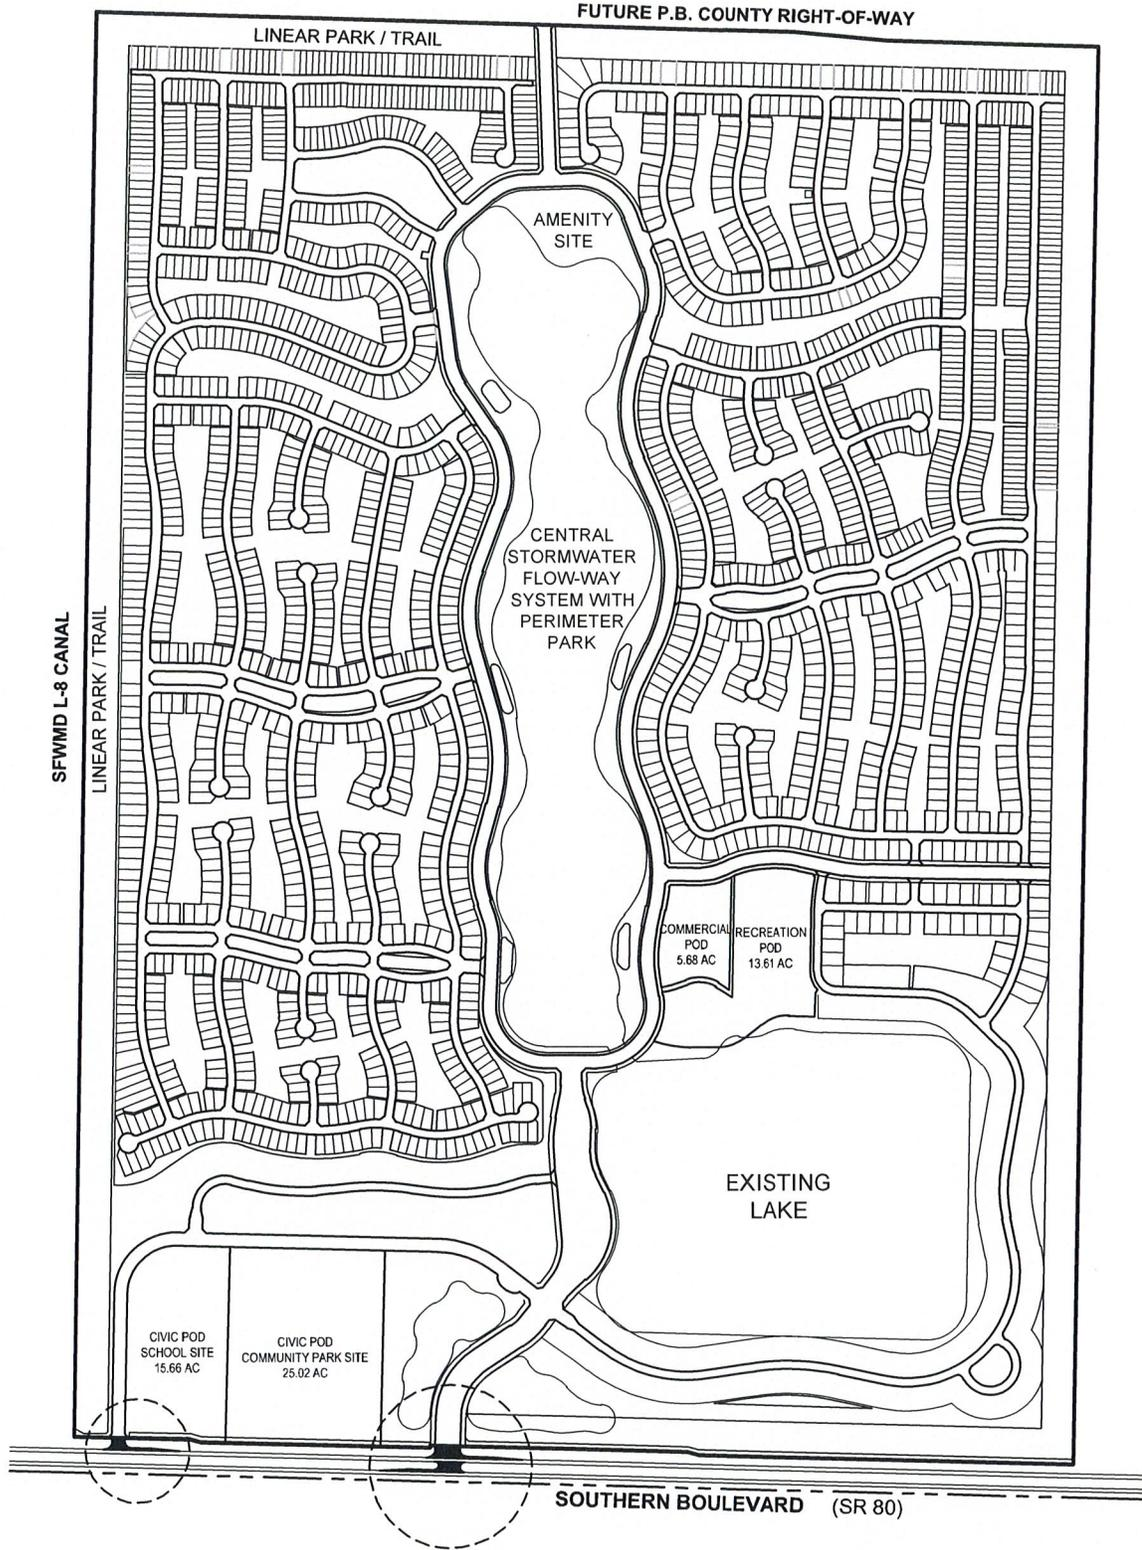 FUTURE P.B. COUNTY RIGHT-OF-WAY
LINEAR PARK / TRAIL
AMENITY
SITE
CENTRAL
STORMWATER
FLOW-WAY
SYSTEM WITH
PERIMETER
PARK
SFWMD L-8 CANAL
LINEAR PARK / TRAIL
COMMERCIAL
POD
5.68 AC
RECREATION
POD
13.61 AC
EXISTING
LAKE
CIVIC POD
SCHOOL SITE
15.66 AC
CIVIC POD
COMMUNITY PARK SITE
25.02 AC
SOUTHERN BOULEVARD (SR 80)